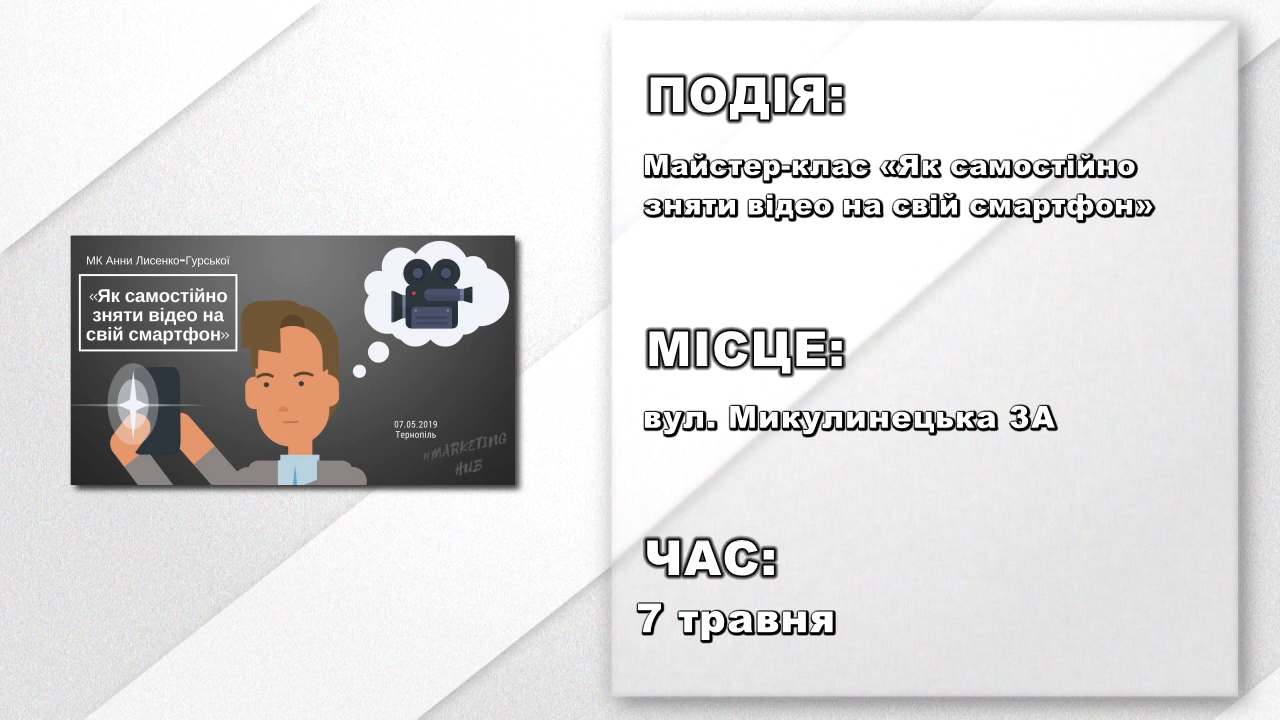 ПОДІЯ:
Майстер-клас «Як самостійно
зняти відео на свій смартфон»
МІСЦЕ:
вул. Микулинецька 3А
ЧАС:
7 травня
МК Анни Лисенко-Гурської
«Як самостійно
зняти відео на
свій смартфон»
07.05.2019
Тернопіль
#MARKETING
HUB